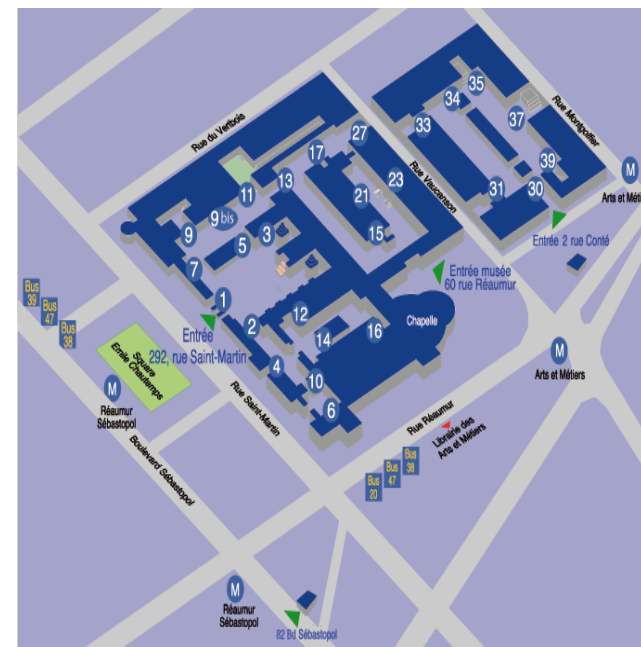 35
34
Rue Montgolfier
37
33
27
Rue du Vertbois
17
39
M
Arts et Méti
13
Rue Vaucanson
23
31
30
11
21
9 bis
9
3
5
15
Entrée 2 rue Conté
7
Entrée musée
60 rue Réaumur
Bus
39
Bus
47
Bus
38
1
12
Chapelle
Entrée
292, rue Saint-Martin
2
16
14
Square
Emile Chautemps
4
M
Arts et Métiers
M
Réaumur
Sébastopol
10
6
Rue Saint-Martin
Rue Réaumur
Librairie des
Arts et Métiers
Boulevard Sébastopol
Bus
38
Bus
47
Bus
20
M
Réaumur
Sébastopol
82 Bd Sébastopol